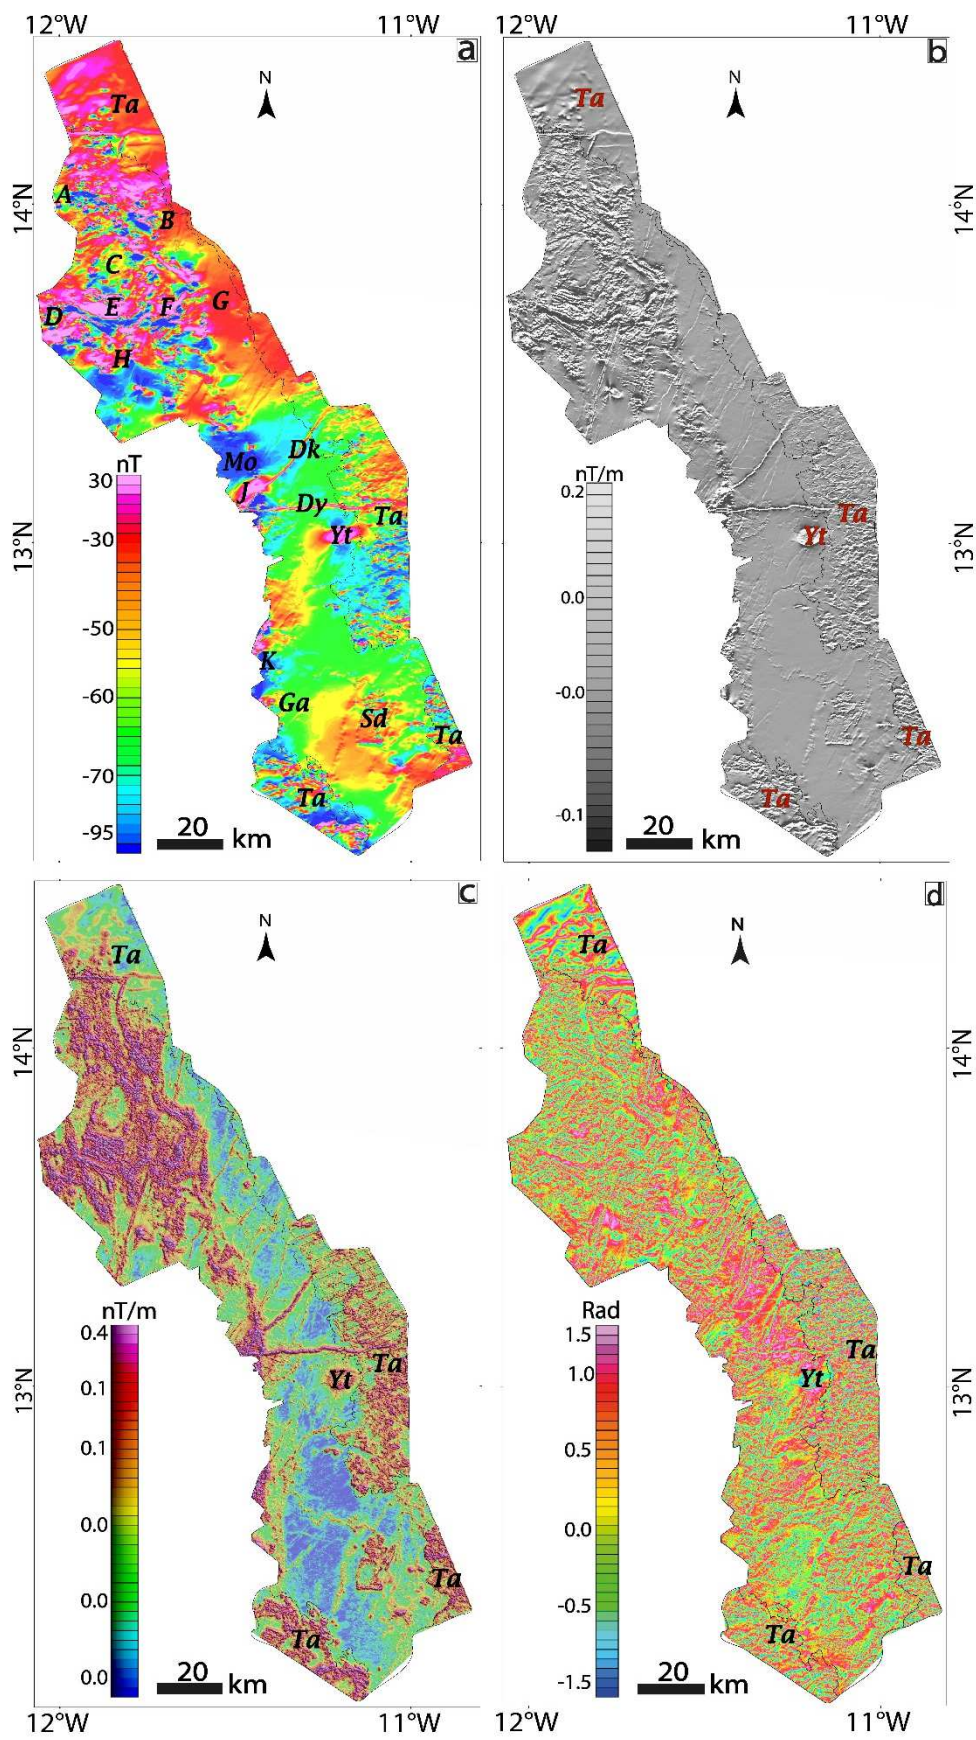 12°W 11°W 12°W 11°W
a b
N N
Ta Ta
14°N 14°N
A
B
C
G
E F
D
H
Dk
Mo
nT
30 J
nT/m
0.2
Dy
Ta Ta
-30 Yt Yt
13°N 13°N
0.0
-50
K
-60 -0.0
Ga
Sd
Ta Ta
-70
Ta Ta
-0.1
20 20
-95 km km
c d
N N
Ta Ta
14°N 14°N
nT/m Rad
0.4 1.5
Ta Ta
Yt Yt
0.1 1.0
13°N 13°N
0.1 0.5
0.0 0.0
Ta Ta
0.0 -0.5
Ta Ta
20 20
0.0 km -1.5 km
12°W 11°W 12°W 11°W